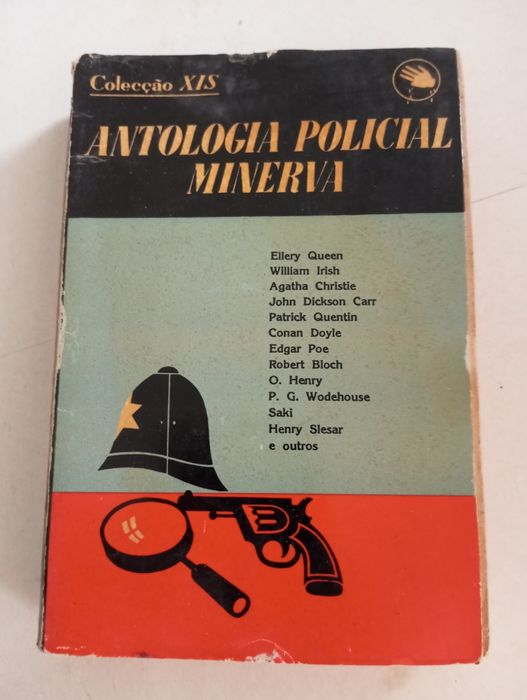 Colecção XIS
ANTOLOGIA POLICIAL
MINERVA
Ellery Queen
William Irish
Agatha Christie
John Dickson Carr
Patrick Quentin
Conan Doyle
Edgar Poe
Robert Bloch
O. Henry
P. G. Wodehouse
Saki
Henry Slesar
e outros